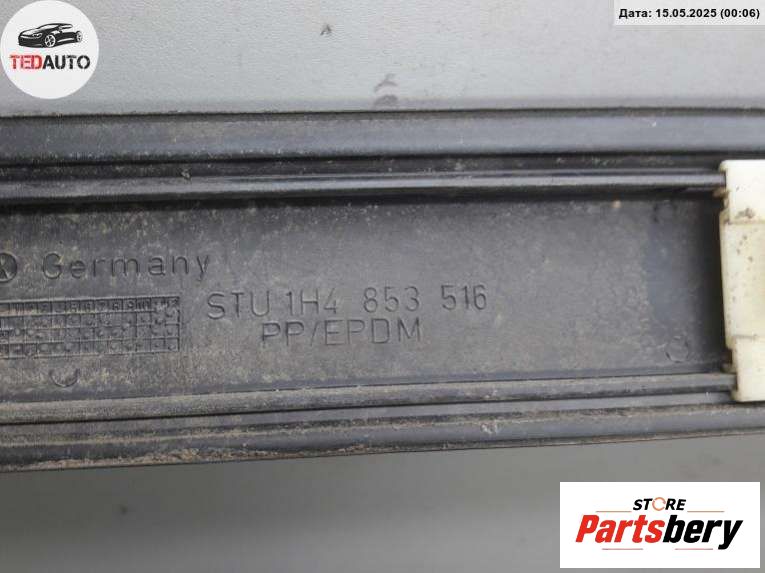 Дата: 15.05.2025 (00:06)
TEDAUTO
Germany
STU 1H4 853 516
PP/EPDM
STORE
Partsbery